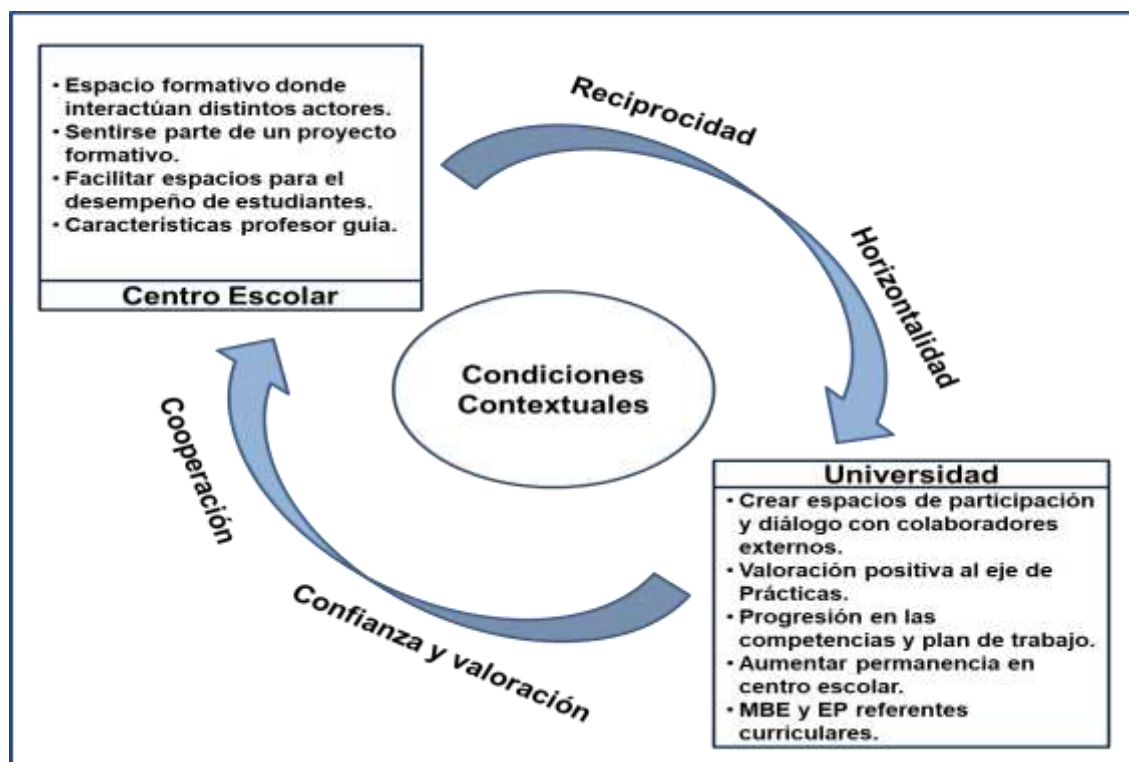 • Espacio formativo donde
interactúan distintos actores.
• Sentirse parte de un proyecto
formativo.
• Facilitar espacios para el
desempeño de estudiantes.
• Características profesor guía.
Centro Escolar
Reciprocidad
Horizontalidad
Condiciones
Contextuales
Cooperación
Confianza y valoración
Universidad
• Crear espacios de participación
y diálogo con colaboradores
externos.
• Valoración positiva al eje de
Prácticas.
• Progresión en las
competencias y plan de trabajo.
• Aumentar permanencia en
centro escolar.
• MBE y EP referentes
curriculares.